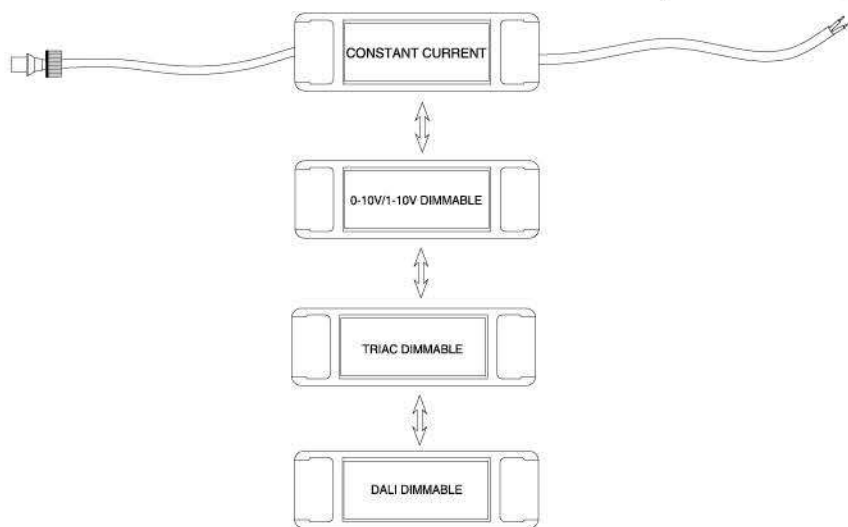 CONSTANT CURRENT
0-10V/1-10V DIMMABLE
TRIAC DIMMABLE
DALI DIMMABLE